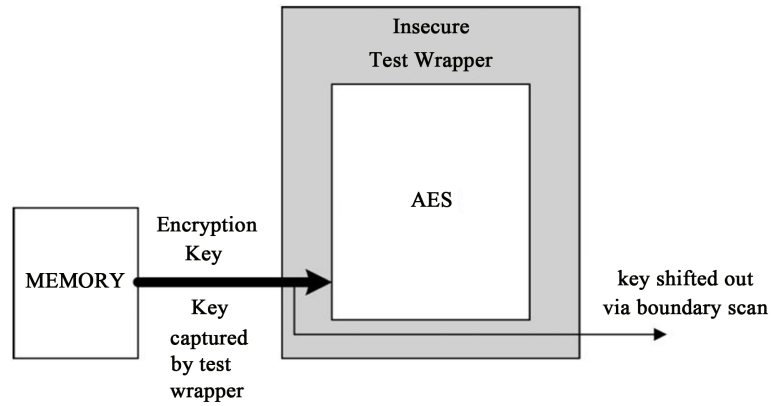 Insecure
Test Wrapper
AES
Encryption
Key
MEMORY
Key
captured
by test
wrapper
key shifted out
via boundary scan